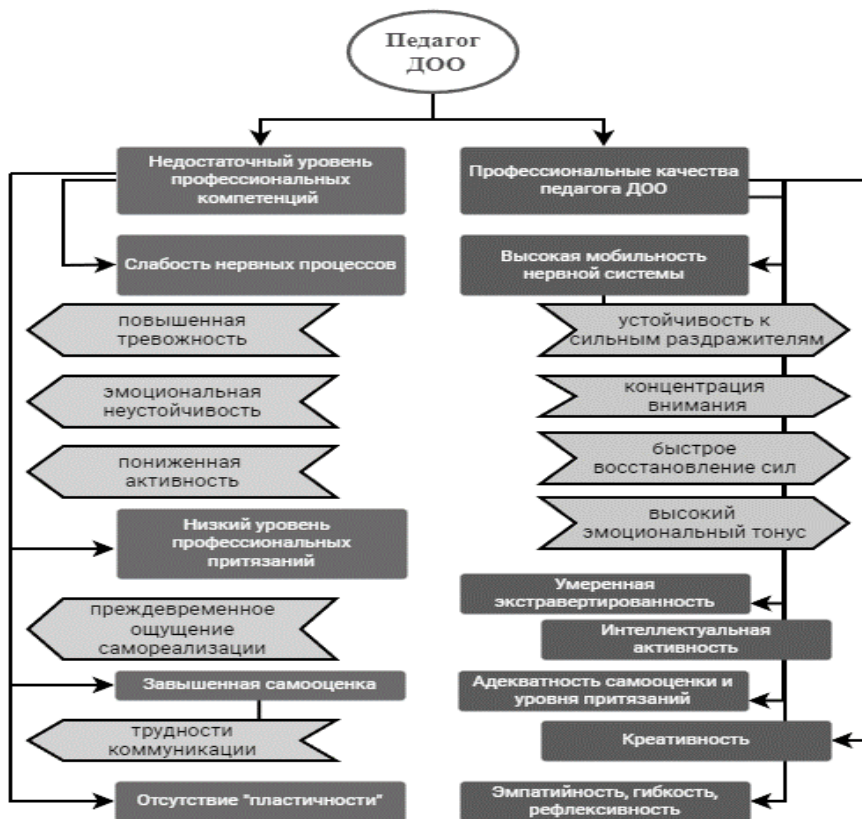 Педагог
ДОО
Недостаточный уровень
профессиональных
компетенций
Слабость нервных процессов
повышенная
тревожность
эмоциональная
неустойчивость
пониженная
активность
Низкий уровень
профессиональных
притязаний
преждевременное
ощущение
самореализации
Завышенная самооценка
трудности
коммуникации
Отсутствие "пластичности"
Профессиональные качества
педагога ДОО
Высокая мобильность
нервной системы
устойчивость к
сильным раздражителям
концентрация
внимания
быстрое
восстановление сил
высокий
эмоциональный тонус
Умеренная
экстравертированность
Интеллектуальная
активность
Адекватность самооценки и
уровня притязаний
Креативность
Эмпатийность, гибкость,
рефлексивность